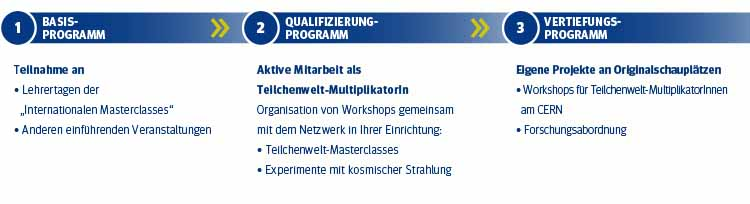 1 BASIS-
PROGRAMM
Teilnahme an
• Lehrertagen der
„Internationalen Masterclasses“
• Anderen einführenden Veranstaltungen
2 QUALIFIZIERUNG-
PROGRAMM
Aktive Mitarbeit als
Teilchenwelt-MultiplikatorIn
Organisation von Workshops gemeinsam
mit dem Netzwerk in Ihrer Einrichtung:
• Teilchenwelt-Masterclasses
• Experimente mit kosmischer Strahlung
3 VERTIEFUNGS-
PROGRAMM
Eigene Projekte an Originalschauplätzen
• Workshops für Teilchenwelt-MultiplikatorInnen
am CERN
• Forschungsabordnung